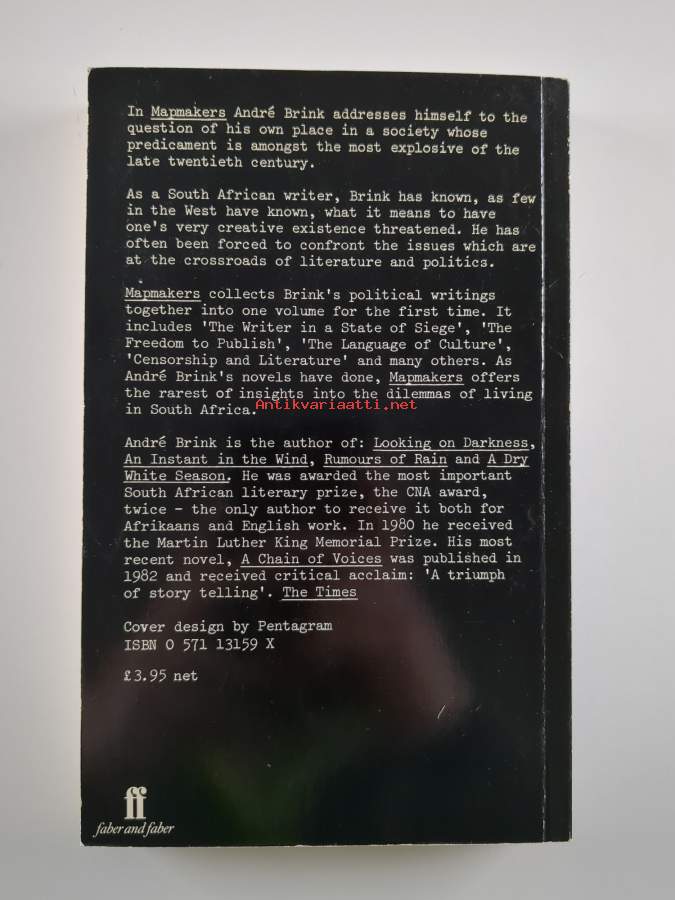 In Mapmakers André Brink addresses himself to the
question of his own place in a society whose
predicament is amongst the most explosive of the
late twentieth century.
As a South African writer, Brink has known, as few
in the West have known, what it means to have
one's very creative existence threatened. He has
often been forced to confront the issues which are
at the crossroads of literature and politics.
Mapmakers collects Brink's political writings
together into one volume for the first time. It
includes 'The Writer in a State of Siege', 'The
Freedom to Publish', 'The Language of Culture',
'Censorship and Literature' and many others. As
André Brink's novels have done, Mapmakers offers
the rarest of insights into the dilemmas of living
in South Africa.
Antikvariaatti.net
André Brink is the author of: Looking on Darkness,
An Instant in the Wind, Rumours of Rain and A Dry
White Season. He was awarded the most important
South African literary prize, the CNA award,
twice - the only author to receive it both for
Afrikaans and English work. In 1980 he received
the Martin Luther King Memorial Prize. His most
recent novel, A Chain of Voices was published in
1982 and received critical acclaim: 'A triumph
of story telling'. The Times
Cover design by Pentagram
ISBN 0 571 13159 X
£3.95 net
ff
faber and faber